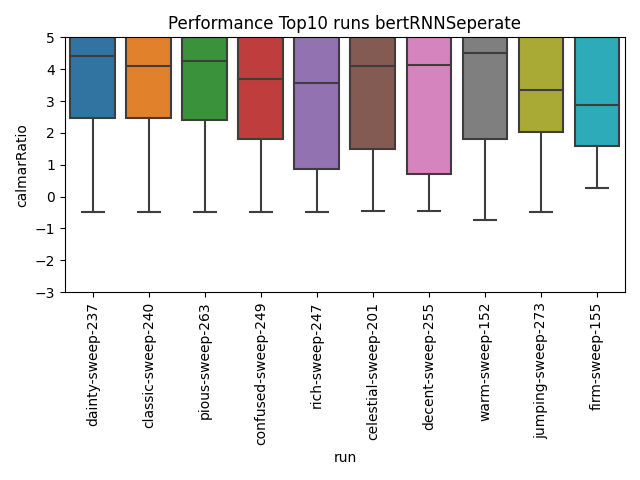 Performance Top10 runs bertRNNSeperate
5
4
3
2
1
0
−1
−2
−3
calmarRatio
dainty-sweep-237
classic-sweep-240
pious-sweep-263
confused-sweep-249
rich-sweep-247
celestial-sweep-201
decent-sweep-255
warm-sweep-152
jumping-sweep-273
firm-sweep-155
run